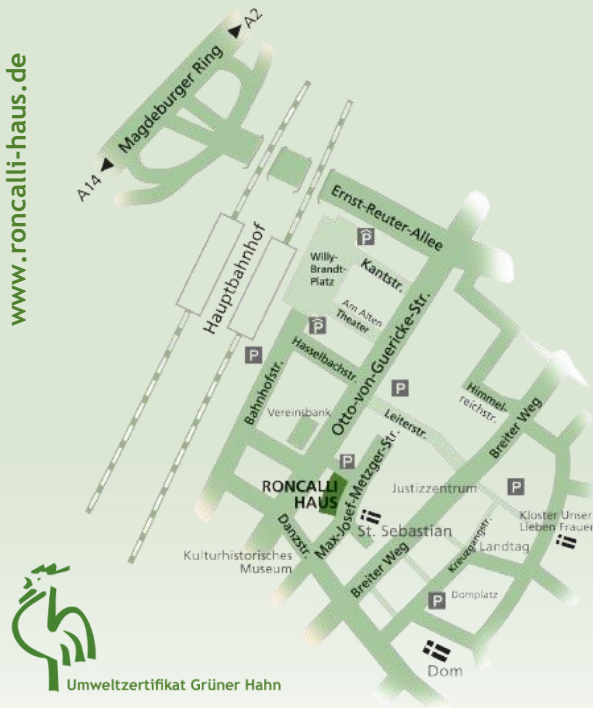 www.roncalli-haus.de
A2
Magdeburger Ring
A14
Hauptbahnhof
Ernst-Reuter-Allee
P
Willy-
Brandt-
Platz
Kantstr.
Am Alten
Theater
P
Otto-von-Guericke-Str.
Hasselbachstr.
P
Bahnhofstr.
P
Himmel-
reichstr.
Breiter Weg
Vereinsbank
Leiterstr.
P
RONCALLI
HAUS
Max-Josef-Metzger-Str.
Justizzentrum
P
Kloster Unser
Lieben Frauen
St. Sebastian
Danzstr.
Kreuzgangstr.
Landtag
Kulturhistorisches
Museum
Breiter Weg
P
Domplatz
Dom
Umweltzertifikat Grüner Hahn